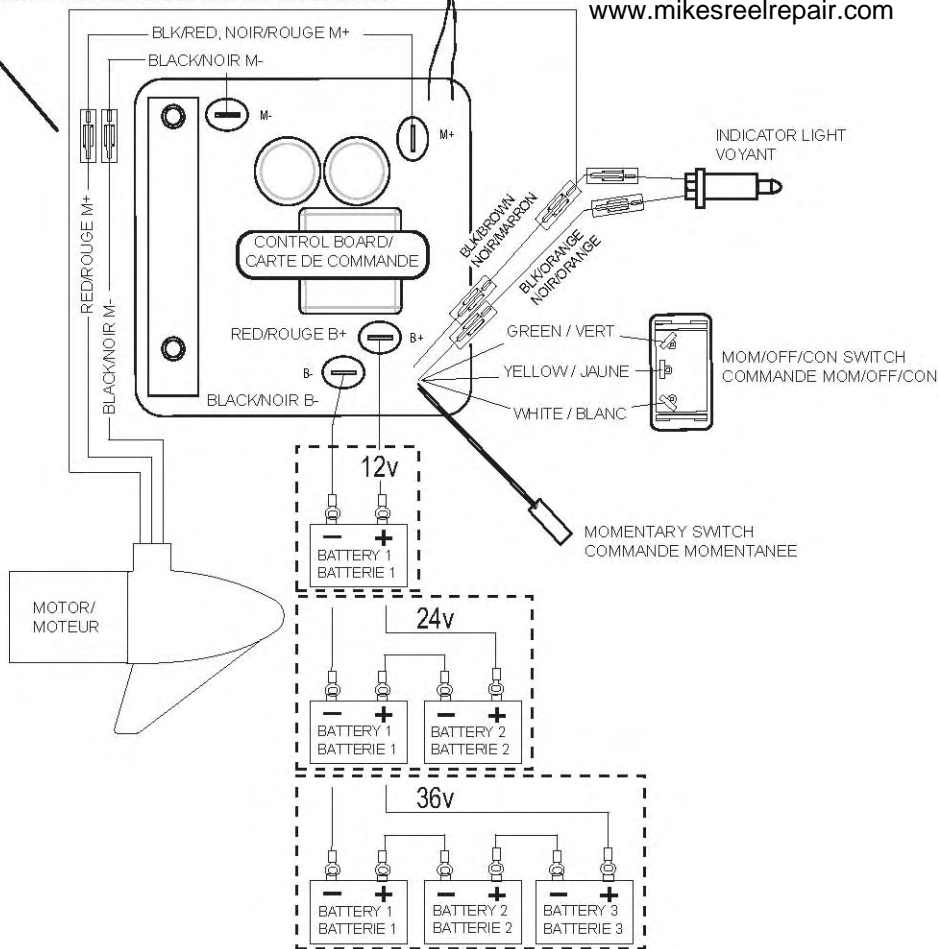 www.mikesreelrepair.com
BLK/RED, NOIR/ROUGE M+
BLACK/NOIR M-
M-
M+
RED/ROUGE M+
BLACK/NOIR M-
INDICATOR LIGHT
VOYANT
BLK/BROWN
NOIR/MARRON
BLK/ORANGE
NOIR/ORANGE
CONTROL BOARD/
CARTE DE COMMANDE
RED/ROUGE B+
B+
B-
BLACK/NOIR B-
GREEN / VERT
YELLOW / JAUNE
WHITE / BLANC
MOM/OFF/CON SWITCH
COMMANDE MOM/OFF/CON
MOMENTARY SWITCH
COMMANDE MOMENTANEE
MOTOR/
MOTEUR
12v
- +
BATTERY 1
BATTERIE 1
24v
- +
BATTERY 1
BATTERIE 1
- +
BATTERY 2
BATTERIE 2
36v
- +
BATTERY 1
BATTERIE 1
- +
BATTERY 2
BATTERIE 2
- +
BATTERY 3
BATTERIE 3